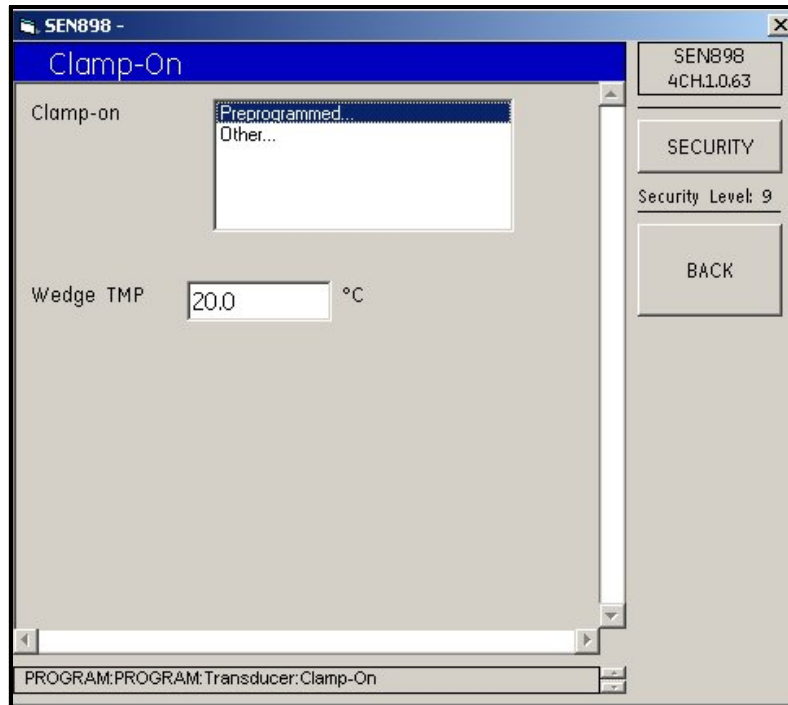 SEN898 -
Clamp-On
SEN898
4CH.1.0.63
Clamp-on
Preprogrammed...
Other...
SECURITY
Security Level: 9
BACK
Wedge TMP
20.0
°C
PROGRAM:PROGRAM:Transducer:Clamp-On